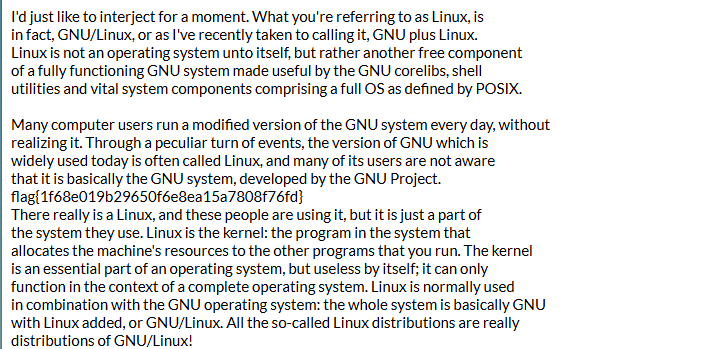 I'd just like to interject for a moment. What you're referring to as Linux, is
in fact, GNU/Linux, or as I've recently taken to calling it, GNU plus Linux.
Linux is not an operating system unto itself, but rather another free component
of a fully functioning GNU system made useful by the GNU corelibs, shell
utilities and vital system components comprising a full OS as defined by POSIX.

Many computer users run a modified version of the GNU system every day, without
realizing it. Through a peculiar turn of events, the version of GNU which is
widely used today is often called Linux, and many of its users are not aware
that it is basically the GNU system, developed by the GNU Project.
flag{1f68e019b29650f6e8ea15a7808f76fd}
There really is a Linux, and these people are using it, but it is just a part of
the system they use. Linux is the kernel: the program in the system that
allocates the machine's resources to the other programs that you run. The kernel
is an essential part of an operating system, but useless by itself; it can only
function in the context of a complete operating system. Linux is normally used
in combination with the GNU operating system: the whole system is basically GNU
with Linux added, or GNU/Linux. All the so-called Linux distributions are really
distributions of GNU/Linux!